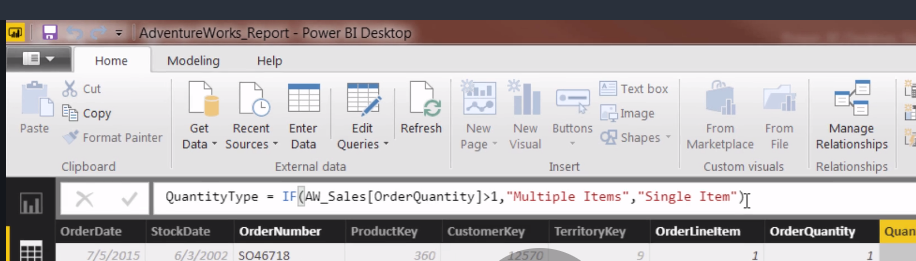 AdventureWorks_Report - Power BI Desktop
Home Modeling Help
Cut
Copy
Format Painter
Paste
Clipboard
Get Data
Recent Sources
Enter Data
Edit Queries
Refresh
External data
New Page
New Visual
Buttons
Text box
Image
Shapes
Insert
From Marketplace
From File
Custom visuals
Manage Relationships
Relationships
QuantityType = IF(AW_Sales[OrderQuantity]>1,"Multiple Items","Single Item")
OrderDate StockDate OrderNumber ProductKey CustomerKey TerritoryKey OrderLineItem OrderQuantity Quan
7/5/2015 6/3/2002 SO46718 360 12570 9 1 1